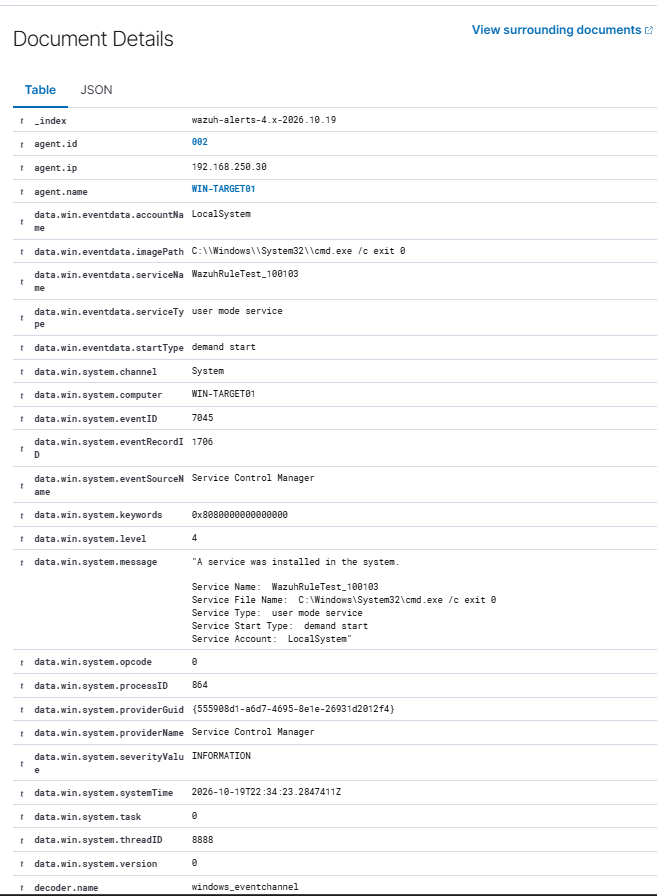 View surrounding documents
Document Details
Table JSON
t _index wazuh-alerts-4.x-2026.10.19
t agent.id 002
t agent.ip 192.168.250.30
t agent.name WIN-TARGET01
t data.win.eventdata.accountNa LocalSystem
me
t data.win.eventdata.imagePath C:\\Windows\\System32\\cmd.exe /c exit 0
t data.win.eventdata.serviceNa WazuhRuleTest_100103
me
t data.win.eventdata.serviceTy user mode service
pe
t data.win.eventdata.startType demand start
t data.win.system.channel System
t data.win.system.computer WIN-TARGET01
t data.win.system.eventID 7045
t data.win.system.eventRecordI 1706
D
t data.win.system.eventSourceN Service Control Manager
ame
t data.win.system.keywords 0x8080000000000000
t data.win.system.level 4
t data.win.system.message "A service was installed in the system.
Service Name: WazuhRuleTest_100103
Service File Name: C:\Windows\System32\cmd.exe /c exit 0
Service Type: user mode service
Service Start Type: demand start
Service Account: LocalSystem"
t data.win.system.opcode 0
t data.win.system.processID 864
t data.win.system.providerGuid {555908d1-a6d7-4695-8e1e-26931d2012f4}
t data.win.system.providerName Service Control Manager
t data.win.system.severityValu INFORMATION
e
t data.win.system.systemTime 2026-10-19T22:34:23.2847411Z
t data.win.system.task 0
t data.win.system.threadID 8888
t data.win.system.version 0
t decoder.name windows_eventchannel